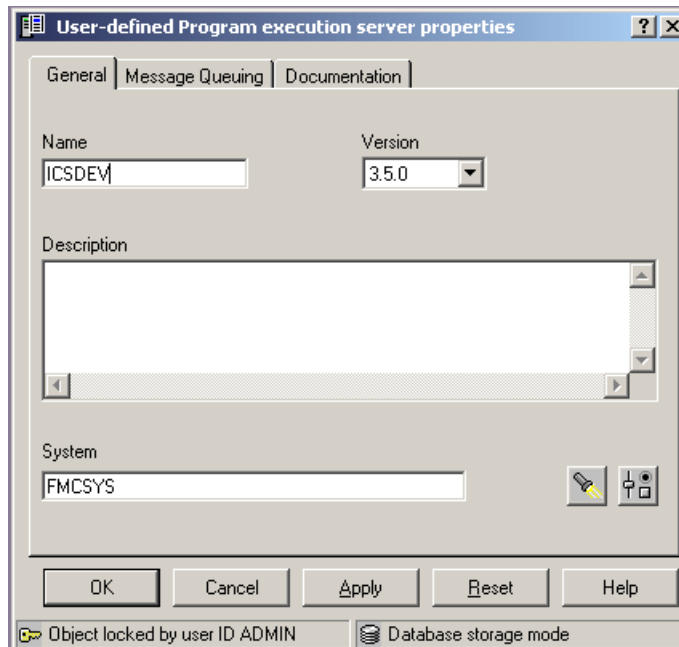 User-defined Program execution server properties
General Message Queuing Documentation
Name Version
ICSDEV 3.5.0
Description
System
FMCSYS
OK Cancel Apply Reset Help
Object locked by user ID ADMIN Database storage mode